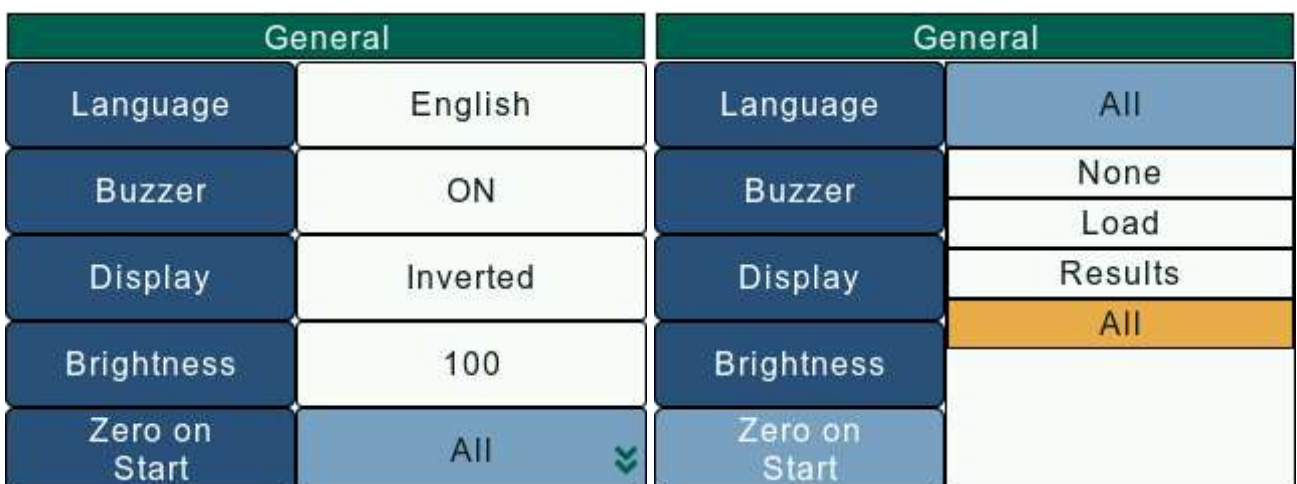 General
Language English
Buzzer ON
Display Inverted
Brightness 100
Zero on
Start
All
General
Language All
Buzzer
Display
Brightness
Zero on
Start
None
Load
Results
All